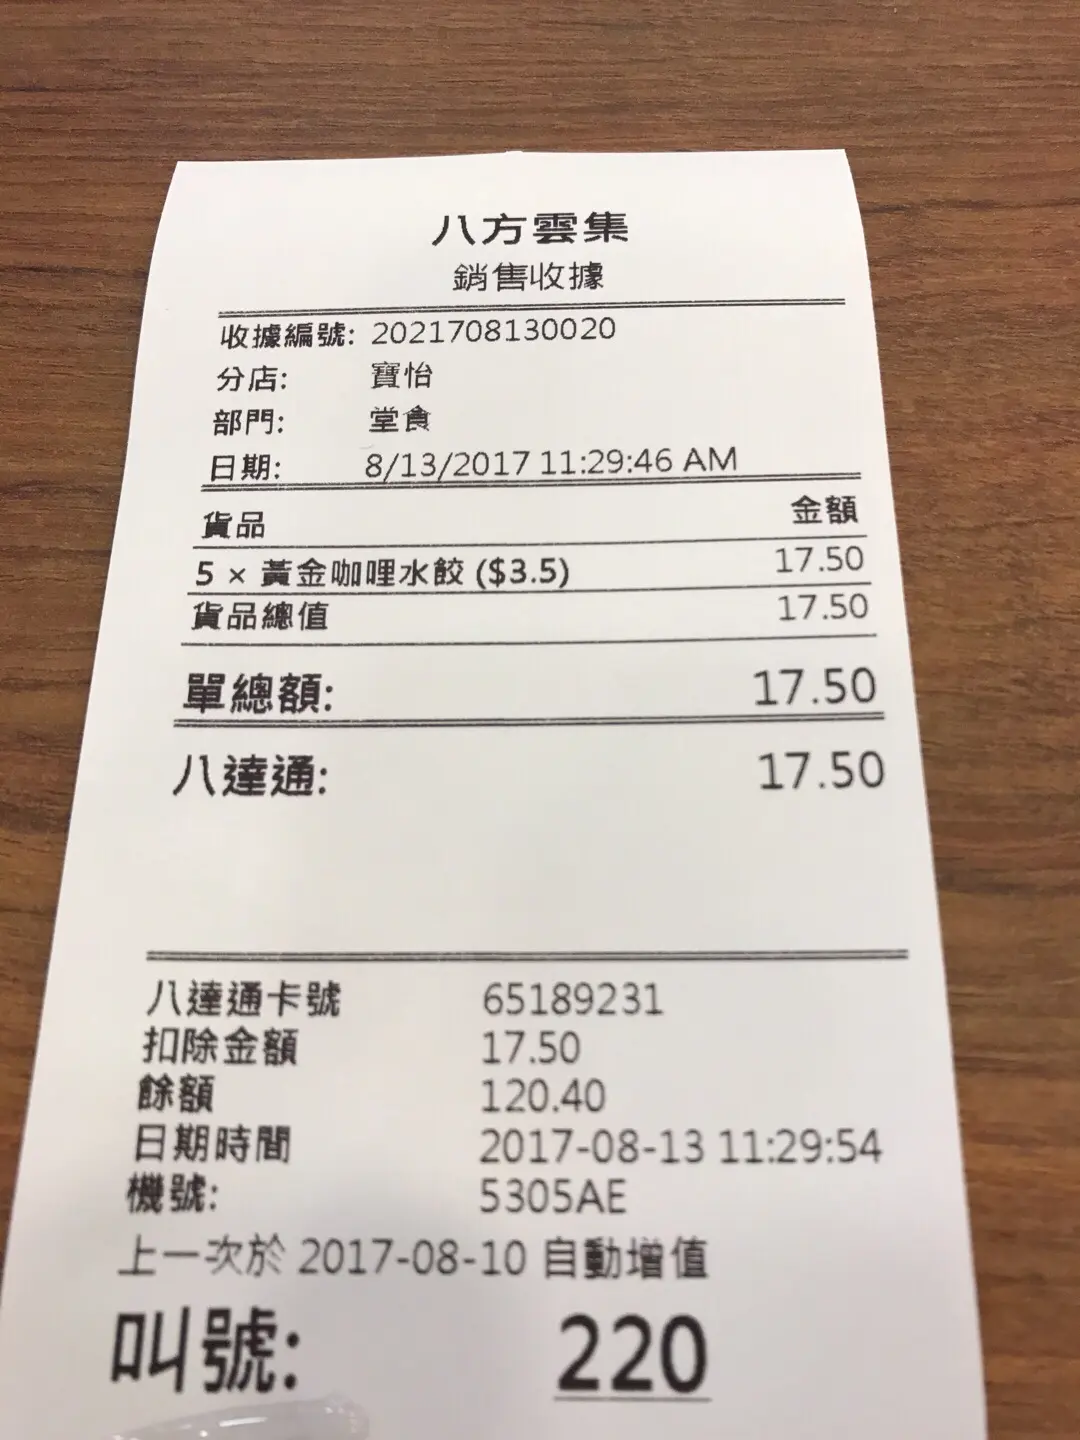 八方雲集
銷售收據
收據編號: 2021708130020
分店: 寶怡
部門: 堂食
日期: 8/13/2017 11:29:46 AM
貨品 金額
5 × 黃金咖哩水餃 ($3.5) 17.50
貨品總值 17.50
單總額: 17.50
八達通: 17.50
八達通卡號 65189231
扣除金額 17.50
餘額 120.40
日期時間 2017-08-13 11:29:54
機號: 5305AE
上一次於 2017-08-10 自動增值
叫號: 220